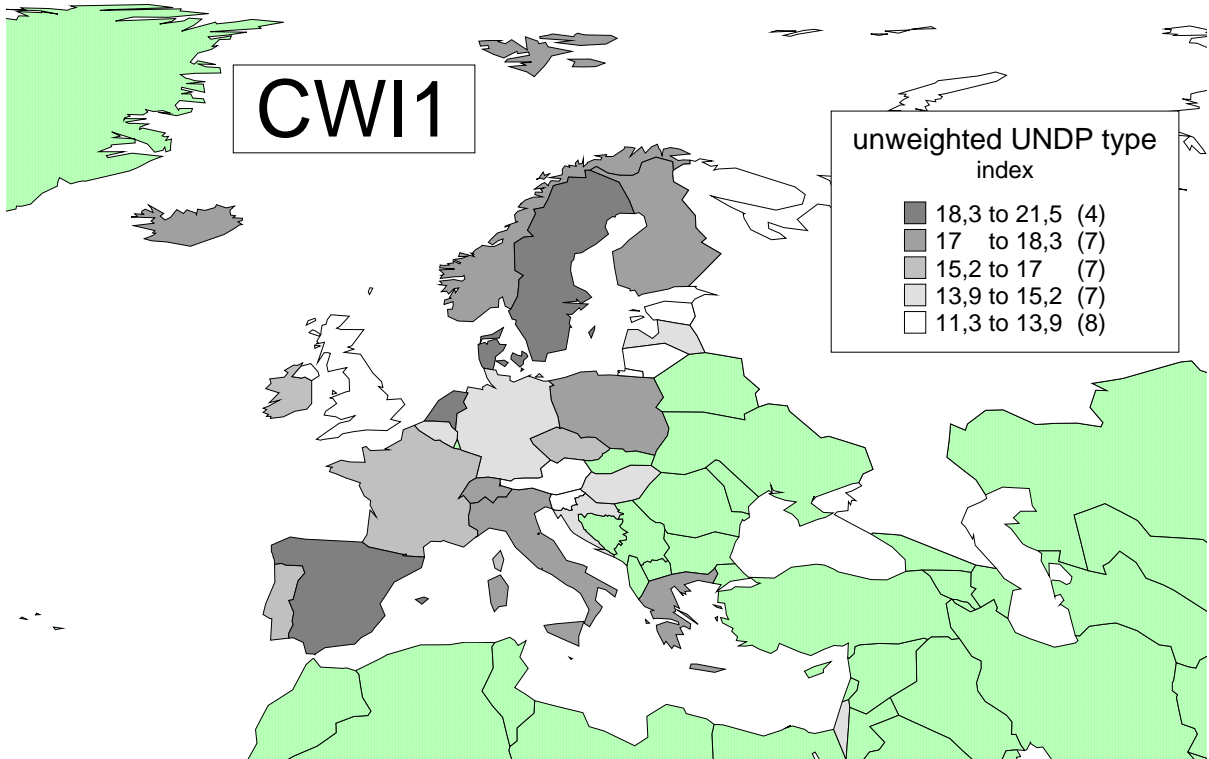 CWI1
unweighted UNDP type
index
18,3 to 21,5 (4)
17 to 18,3 (7)
15,2 to 17 (7)
13,9 to 15,2 (7)
11,3 to 13,9 (8)